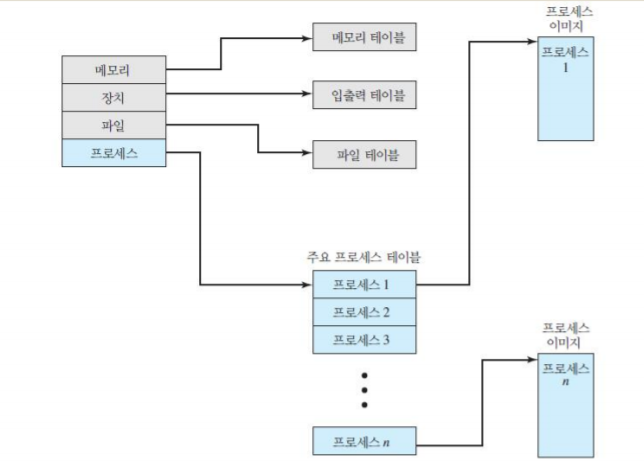 프로세스
이미지
메모리 테이블
프로세스
1
메모리
장치
입출력 테이블
파일
프로세스
파일 테이블
주요 프로세스 테이블
프로세스 1
프로세스 2
프로세스 3
프로세스
이미지
프로세스
n
프로세스 n